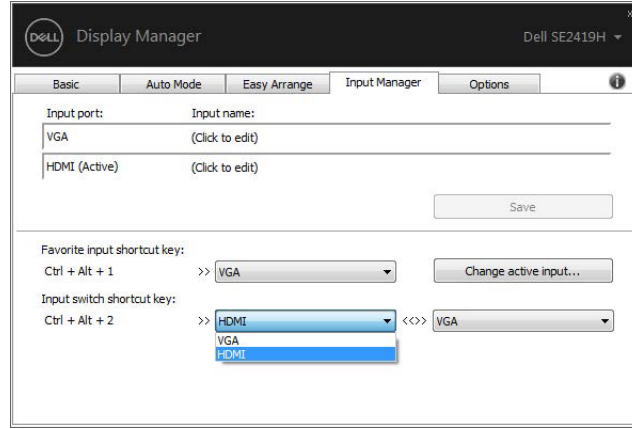 DELL Display Manager Dell SE2419H
Basic Auto Mode Easy Arrange Input Manager Options
Input port: Input name:
VGA (Click to edit)
HDMI (Active) (Click to edit)
Save
Favorite input shortcut key:
Ctrl + Alt + 1 >> VGA Change active input...
Input switch shortcut key:
Ctrl + Alt + 2 >> HDMI <<>> VGA
VGA
HDMI